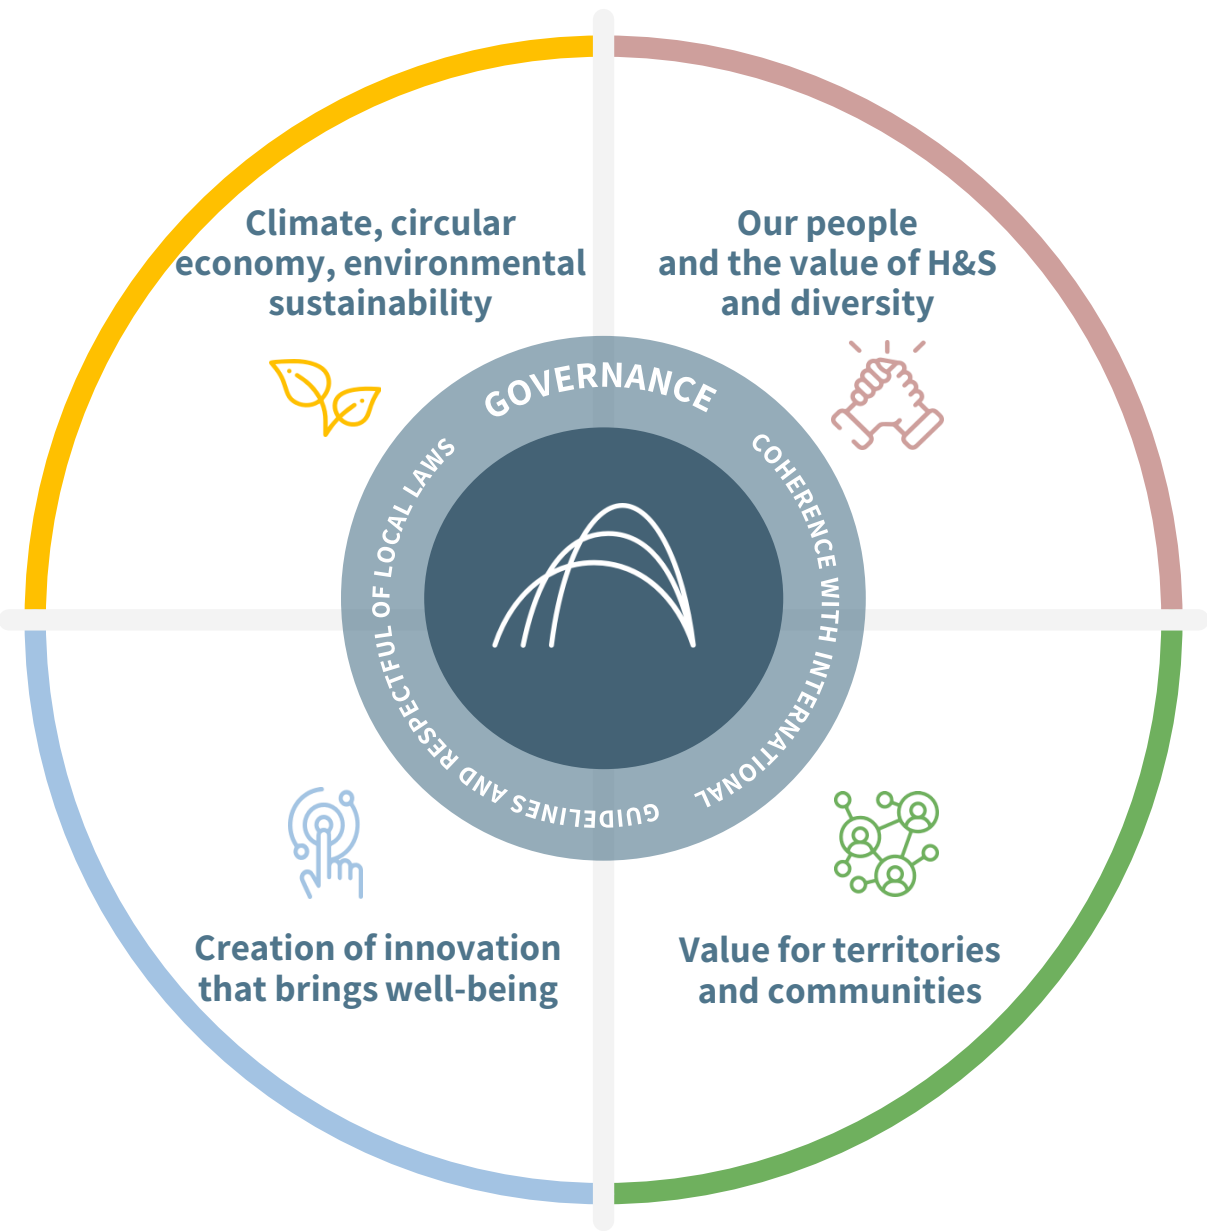 Climate, circular
economy, environmental
sustainability
Our people
and the value of H&S
and diversity
GOVERNANCE
COHERENCE WITH INTERNATIONAL
GUIDELINES AND RESPECTFUL OF LOCAL LAWS
Creation of innovation
that brings well-being
Value for territories
and communities